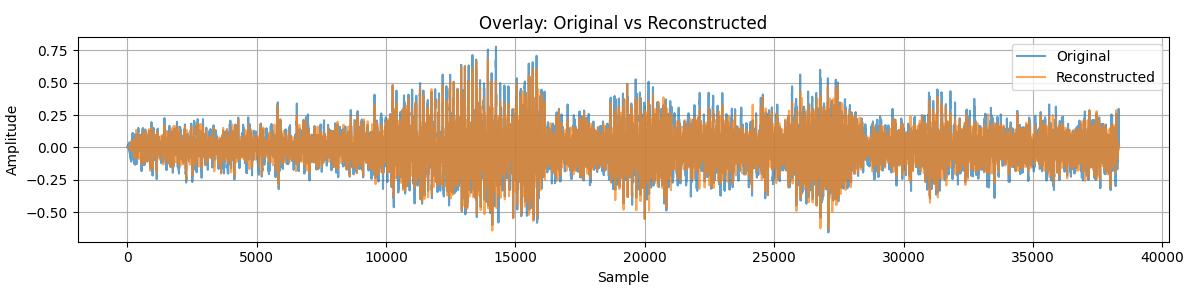 Overlay: Original vs Reconstructed
Original
Reconstructed
Amplitude
0.75
0.50
0.25
0.00
−0.25
−0.50
0 5000 10000 15000 20000 25000 30000 35000 40000
Sample